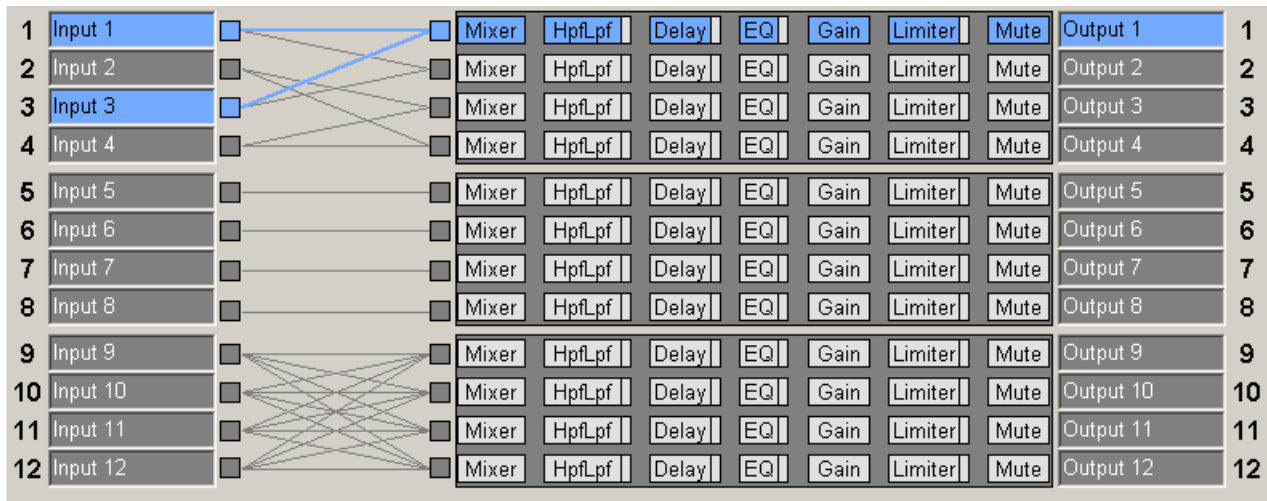 1 Input 1 Mixer HpfLpf Delay EQ Gain Limiter Mute Output 1 1
2 Input 2 Mixer HpfLpf Delay EQ Gain Limiter Mute Output 2 2
3 Input 3 Mixer HpfLpf Delay EQ Gain Limiter Mute Output 3 3
4 Input 4 Mixer HpfLpf Delay EQ Gain Limiter Mute Output 4 4
5 Input 5 Mixer HpfLpf Delay EQ Gain Limiter Mute Output 5 5
6 Input 6 Mixer HpfLpf Delay EQ Gain Limiter Mute Output 6 6
7 Input 7 Mixer HpfLpf Delay EQ Gain Limiter Mute Output 7 7
8 Input 8 Mixer HpfLpf Delay EQ Gain Limiter Mute Output 8 8
9 Input 9 Mixer HpfLpf Delay EQ Gain Limiter Mute Output 9 9
10 Input 10 Mixer HpfLpf Delay EQ Gain Limiter Mute Output 10 10
11 Input 11 Mixer HpfLpf Delay EQ Gain Limiter Mute Output 11 11
12 Input 12 Mixer HpfLpf Delay EQ Gain Limiter Mute Output 12 12